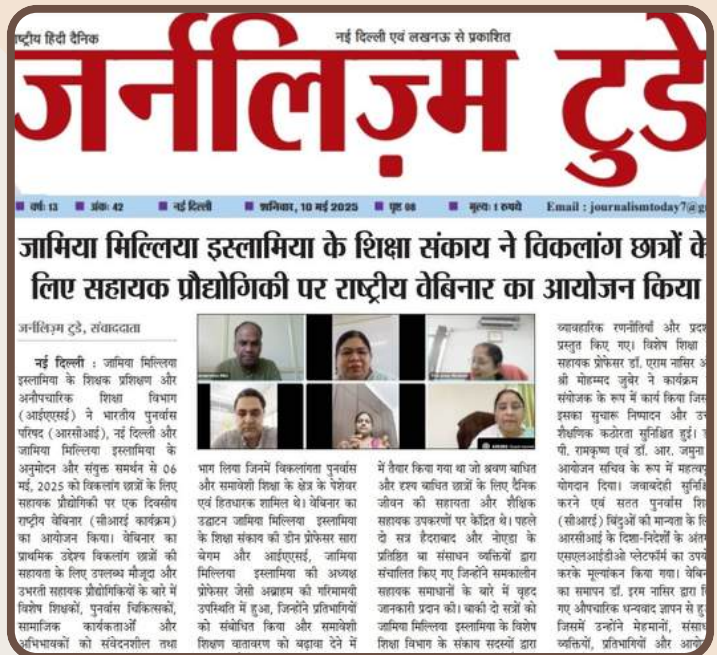 राष्ट्रीय हिंदी दैनिक
नई दिल्ली एवं लखनऊ से प्रकाशित
जर्नलिज़्म टुडे
वर्ष: 13 अंक: 42 नई दिल्ली शनिवार, 10 मई 2025 पृष्ठ 08 मूल्य: 1 रुपये Email : journalismtoday7@g
जामिया मिल्लिया इस्लामिया के शिक्षा संकाय ने विकलांग छात्रों के
लिए सहायक प्रौद्योगिकी पर राष्ट्रीय वेबिनार का आयोजन किया
जर्नलिज़्म टुडे, संवाददाता
नई दिल्ली : जामिया मिल्लिया
इस्लामिया के शिक्षक प्रशिक्षण और
अनौपचारिक शिक्षा विभाग
(आईएएसई) ने भारतीय पुनर्वास
परिषद (आरसीआई), नई दिल्ली और
जामिया मिल्लिया इस्लामिया के
अनुमोदन और संयुक्त समर्थन से 06
मई, 2025 को विकलांग छात्रों के लिए
सहायक प्रौद्योगिकी पर एक दिवसीय
राष्ट्रीय वेबिनार (सीआरई कार्यक्रम)
का आयोजन किया। वेबिनार का
प्राथमिक उद्देश्य विकलांग छात्रों की
सहायता के लिए उपलब्ध मौजूदा और
उभरती सहायक प्रौद्योगिकियों के बारे में
विशेष शिक्षकों, पुनर्वास चिकित्सकों,
सामाजिक कार्यकर्ताओं और
अभिभावकों को संवेदनशील तथा
भाग लिया जिनमें विकलांगता पुनर्वास
और समावेशी शिक्षा के क्षेत्र के पेशेवर
एवं हितधारक शामिल थे। वेबिनार का
उद्घाटन जामिया मिल्लिया इस्लामिया
के शिक्षा संकाय की डीन प्रोफेसर सारा
बेगम और आईएएसई, जामिया
मिल्लिया इस्लामिया की अध्यक्ष
प्रोफेसर जेसी अब्राहम की गरिमामयी
उपस्थिति में हुआ, जिन्होंने प्रतिभागियों
को संबोधित किया और समावेशी
शिक्षण वातावरण को बढ़ावा देने में
में तैयार किया गया था जो श्रवण बाधित
और दृश्य बाधित छात्रों के लिए दैनिक
जीवन की सहायता और शैक्षिक
सहायक उपकरणों पर केंद्रित थे। पहले
दो सत्र हैदराबाद और नोएडा के
प्रतिष्ठित बा संसाधन व्यक्तियों द्वारा
संचालित किए गए जिन्होंने समकालीन
सहायक समाधानों के बारे में वृहद
जानकारी प्रदान की। बाकी दो सत्रों को
जामिया मिल्लिया इस्लामिया के विशेष
शिक्षा विभाग के संकाय सदस्यों द्वारा
व्यावहारिक रणनीतियाँ और प्रदर्श
प्रस्तुत किए गए। विशेष शिक्षा
सहायक प्रोफेसर डॉ. एराम नासिर
श्री मोहम्मद जुबेर ने कार्यक्रम
संयोजक के रूप में कार्य किया जिस
इसका सुचारू निष्पादन और उच
शैक्षणिक कठोरता सुनिश्चित हुई।
पी. रामकृष्ण एवं डॉ. आर. जमुना
आयोजन सचिव के रूप में महत्वपू
योगदान दिया। जवाबदेही सुनिश्चि
करने एवं सतत पुनर्वास शि
(सीआरई) बिंदुओं की मान्यता के लि
आरसीआई के दिशा-निर्देशों के अंतर्ग
एसएलआईडीओ प्लेटफॉर्म का उपयो
करके मूल्यांकन किया गया। वेबिन
का समापन डॉ. इरम नासिर द्वारा
गए औपचारिक धन्यवाद ज्ञापन से हु
जिसमें उन्होंने मेहमानों, संसाध
व्यक्तियों, प्रतिभागियों और आयो